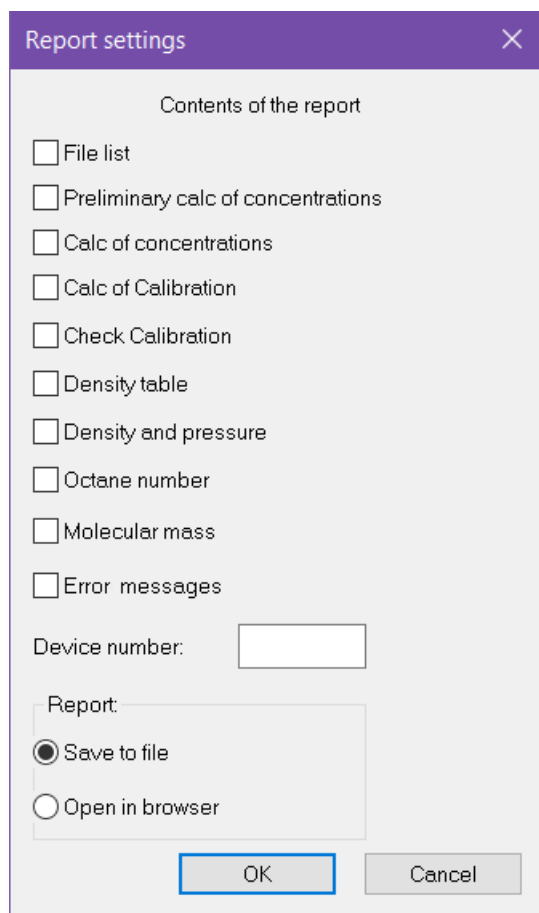 Report settings
Contents of the report
File list
Preliminary calc of concentrations
Calc of concentrations
Calc of Calibration
Check Calibration
Density table
Density and pressure
Octane number
Molecular mass
Error messages
Device number:
Report:
Save to file
Open in browser
OK Cancel